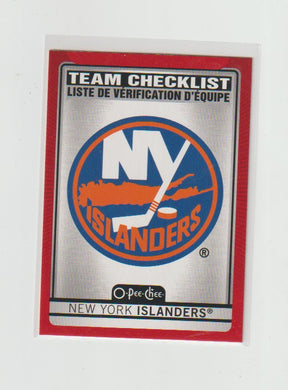 TEAM CHECKLIST
LISTE DE VÉRIFICATION D'ÉQUIPE
NY
ISLANDERS
®
O-Pee-Chee
NEW YORK ISLANDERS®